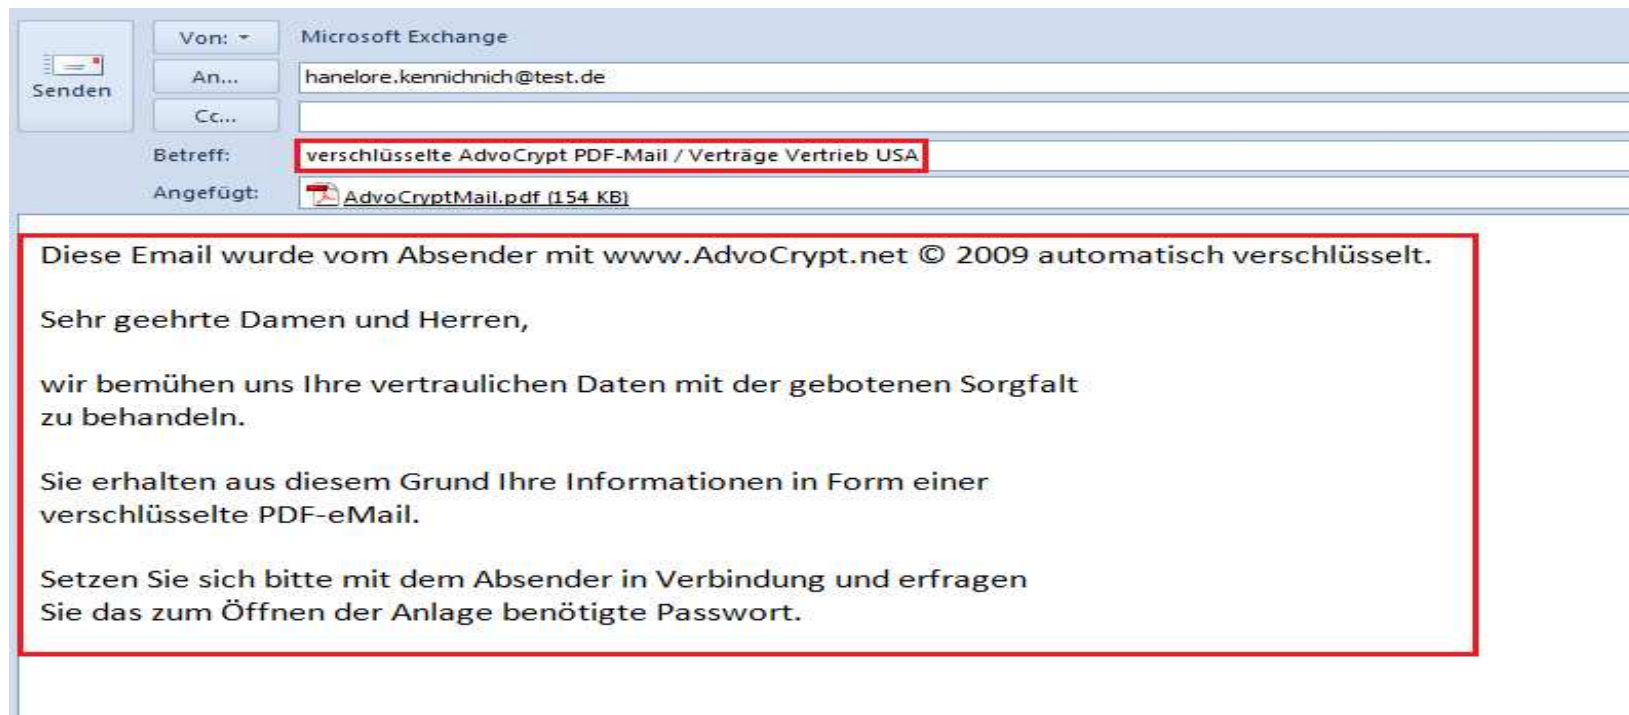 Von:
Microsoft Exchange
Senden
An...
hanelore.kennichnich@test.de
Cc...
Betreff:
verschlüsselte AdvoCrypt PDF-Mail / Verträge Vertrieb USA
Angefügt:
AdvoCryptMail.pdf (154 KB)
Diese Email wurde vom Absender mit www.AdvoCrypt.net © 2009 automatisch verschlüsselt.
Sehr geehrte Damen und Herren,
wir bemühen uns Ihre vertraulichen Daten mit der gebotenen Sorgfalt
zu behandeln.
Sie erhalten aus diesem Grund Ihre Informationen in Form einer
verschlüsselte PDF-eMail.
Setzen Sie sich bitte mit dem Absender in Verbindung und erfragen
Sie das zum Öffnen der Anlage benötigte Passwort.